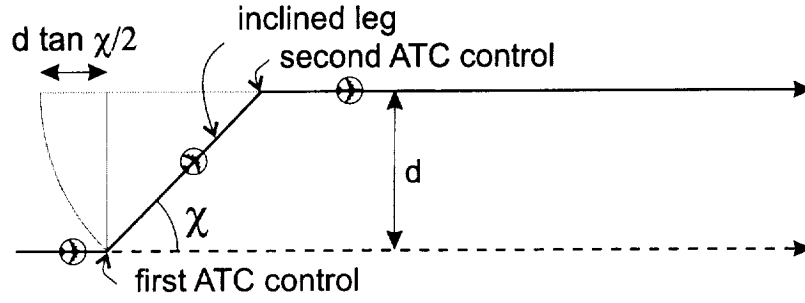 inclined leg
d tan χ/2
second ATC control
d
χ
first ATC control